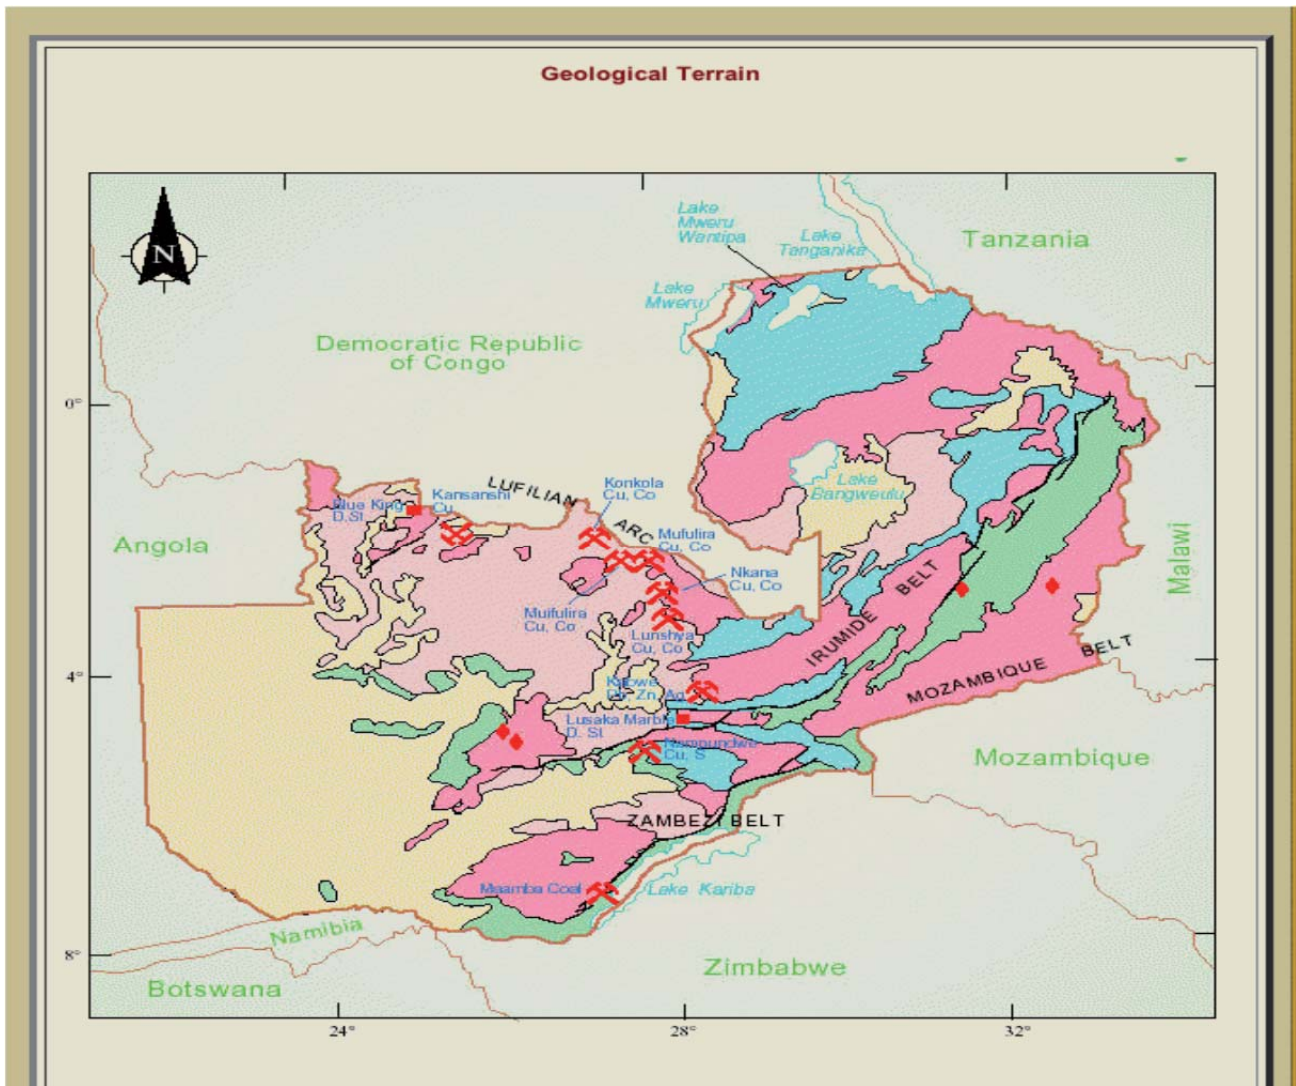 Geological Terrain
N
Lake
Mweru
Wantipa
Lake
Tanganika
Tanzania
Lake
Mweru
Democratic Republic
of Congo
0°
Lake
Bangweulu
Konkola
Cu, Co
LUFILIAN
ARC
Kansanshi
Cu
Blue King
D.St
Angola
Mufulira
Cu, Co
Malawi
Nkana
Cu, Co
Muifulira
Cu, Co
Lunshya
Cu, Co
IRUMIDE BELT
MOZAMBIQUE BELT
4°
Zn, Ag
Lusaka Marble
D. St
Nampundwe
Cu, S
Mozambique
ZAMBEZI BELT
Maamba Coal
Lake Kariba
Namibia
8°
Zimbabwe
Botswana
24°
28°
32°